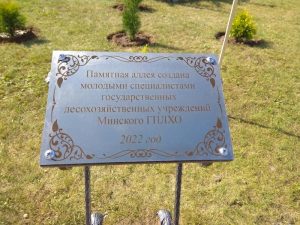 Памятная аллея создана
молодыми специалистами
государственных
лесохозяйственных учреждений
Минского ГПЛХО
2022 год